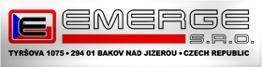 EMERGE
S.R.O.
TYRŠOVA 1075 • 294 01 BAKOV NAD JIZEROU • CZECH REPUBLIC